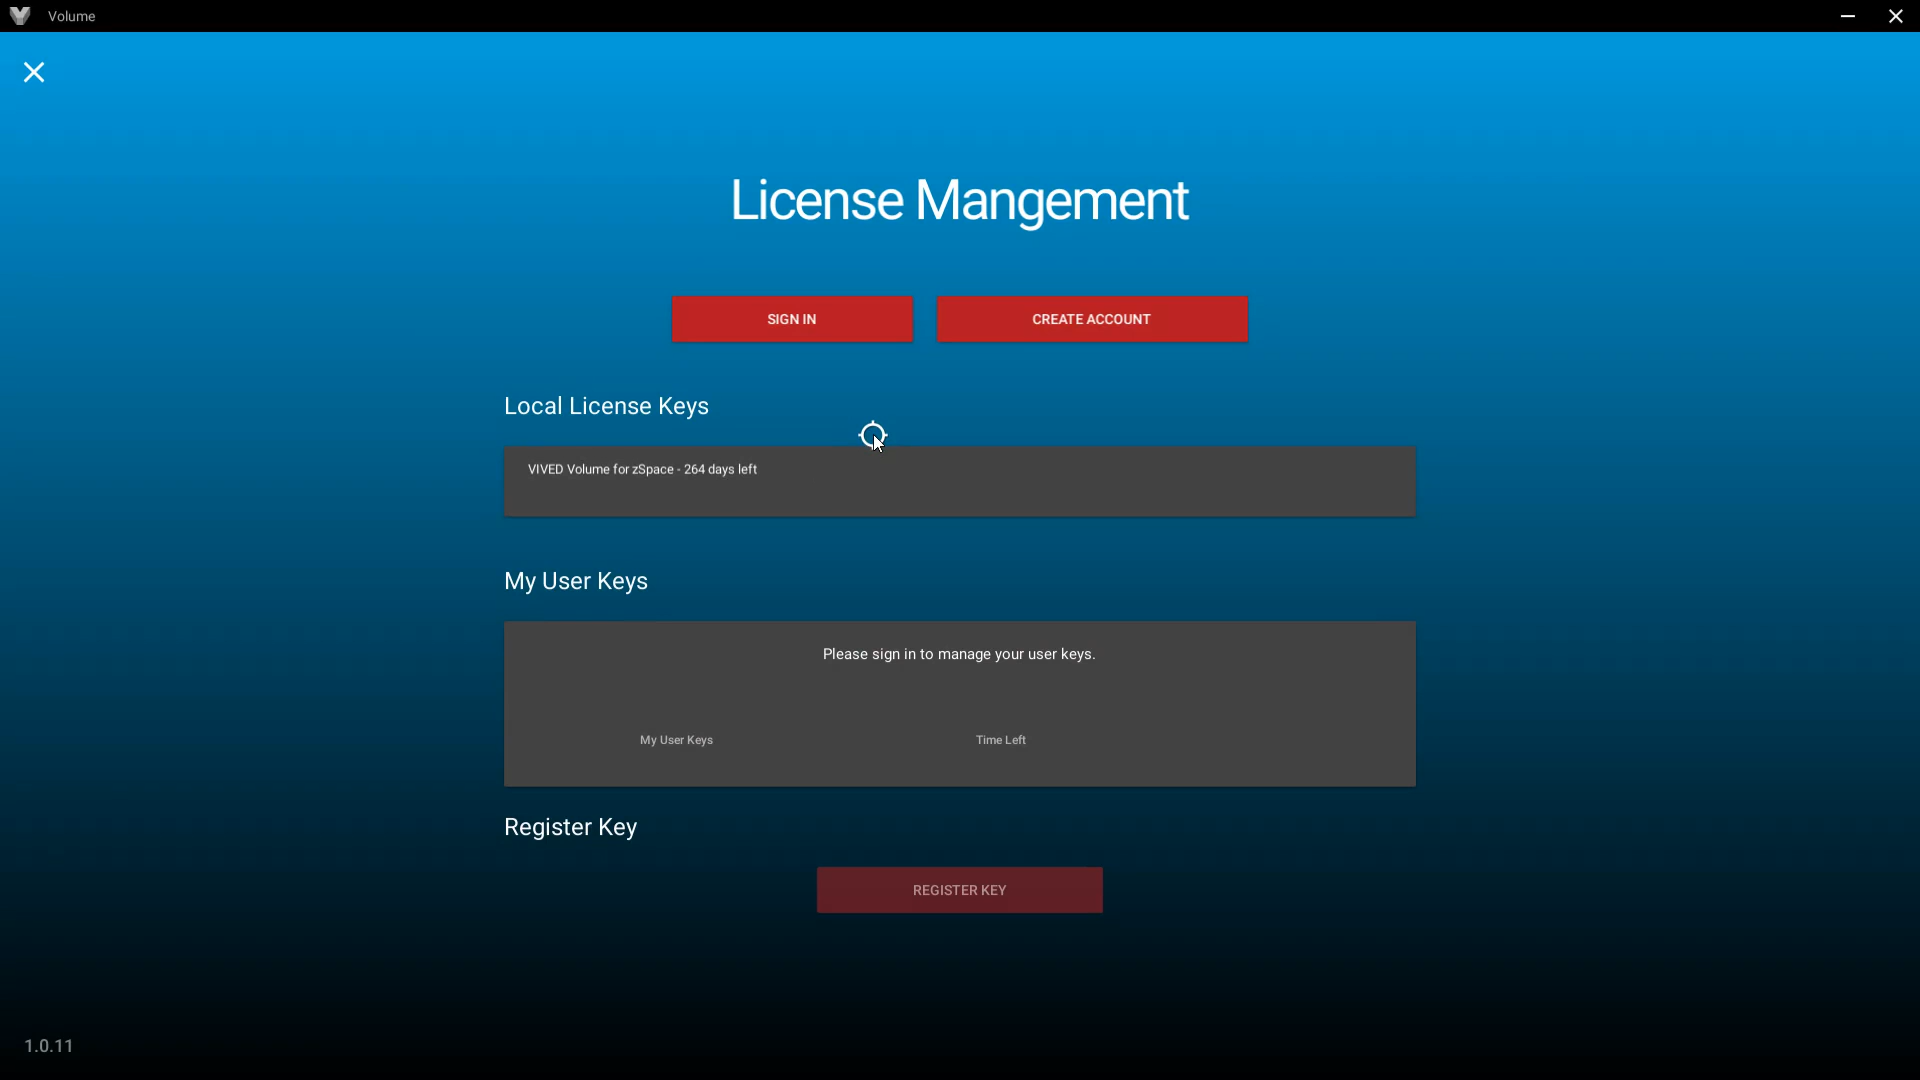 Volume
License Mangement
SIGN IN
CREATE ACCOUNT
Local License Keys
VIVED Volume for zSpace - 264 days left
My User Keys
Please sign in to manage your user keys.
My User Keys
Time Left
Register Key
REGISTER KEY
1.0.11